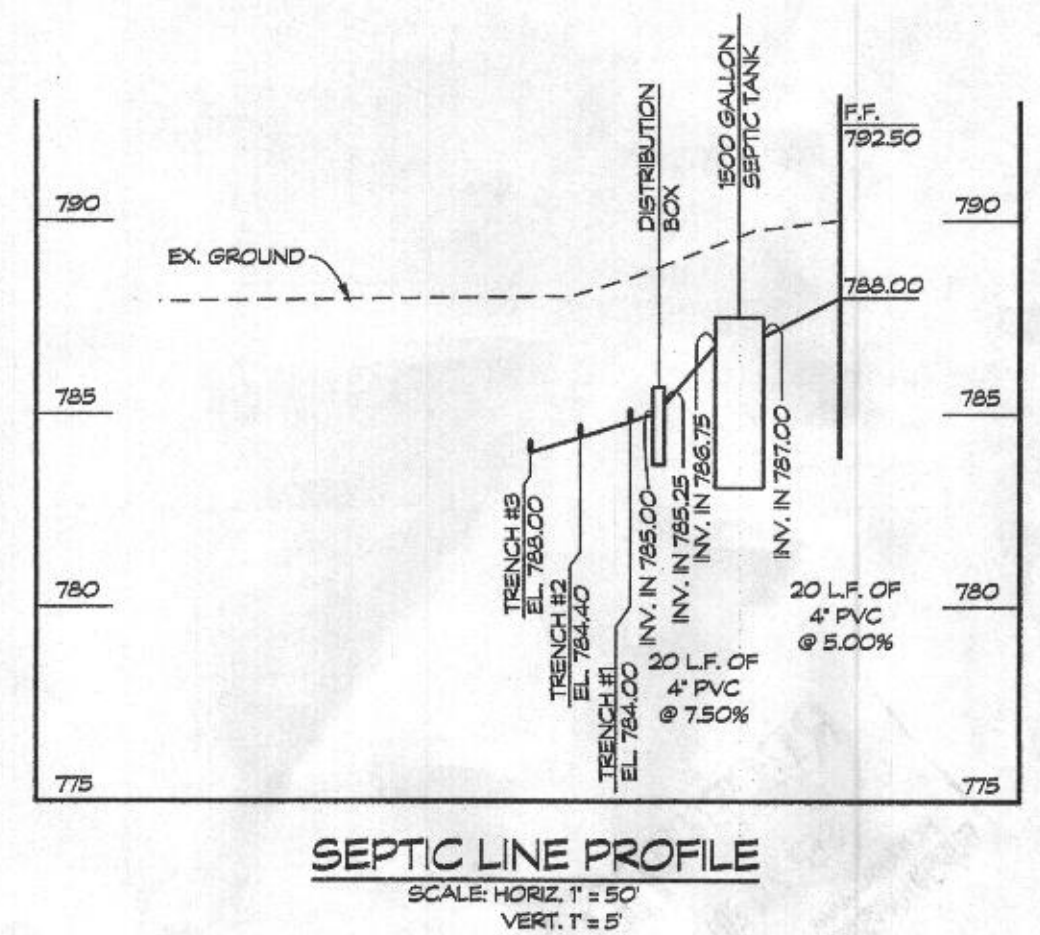 1500 GALLON
SEPTIC TANK
DISTRIBUTION
BOX
F.F.
792.50
790
790
EX. GROUND
788.00
785
785
INV. IN 786.75
INV. IN 787.00
INV. IN 785.25
INV. IN 785.00
TRENCH #3
EL. 788.00
TRENCH #2
EL. 784.40
TRENCH #1
EL. 784.00
780
780
20 L.F. OF
4" PVC
@ 5.00%
20 L.F. OF
4" PVC
@ 7.50%
775
775
SEPTIC LINE PROFILE
SCALE: HORIZ. 1" = 50'
VERT. 1" = 5'